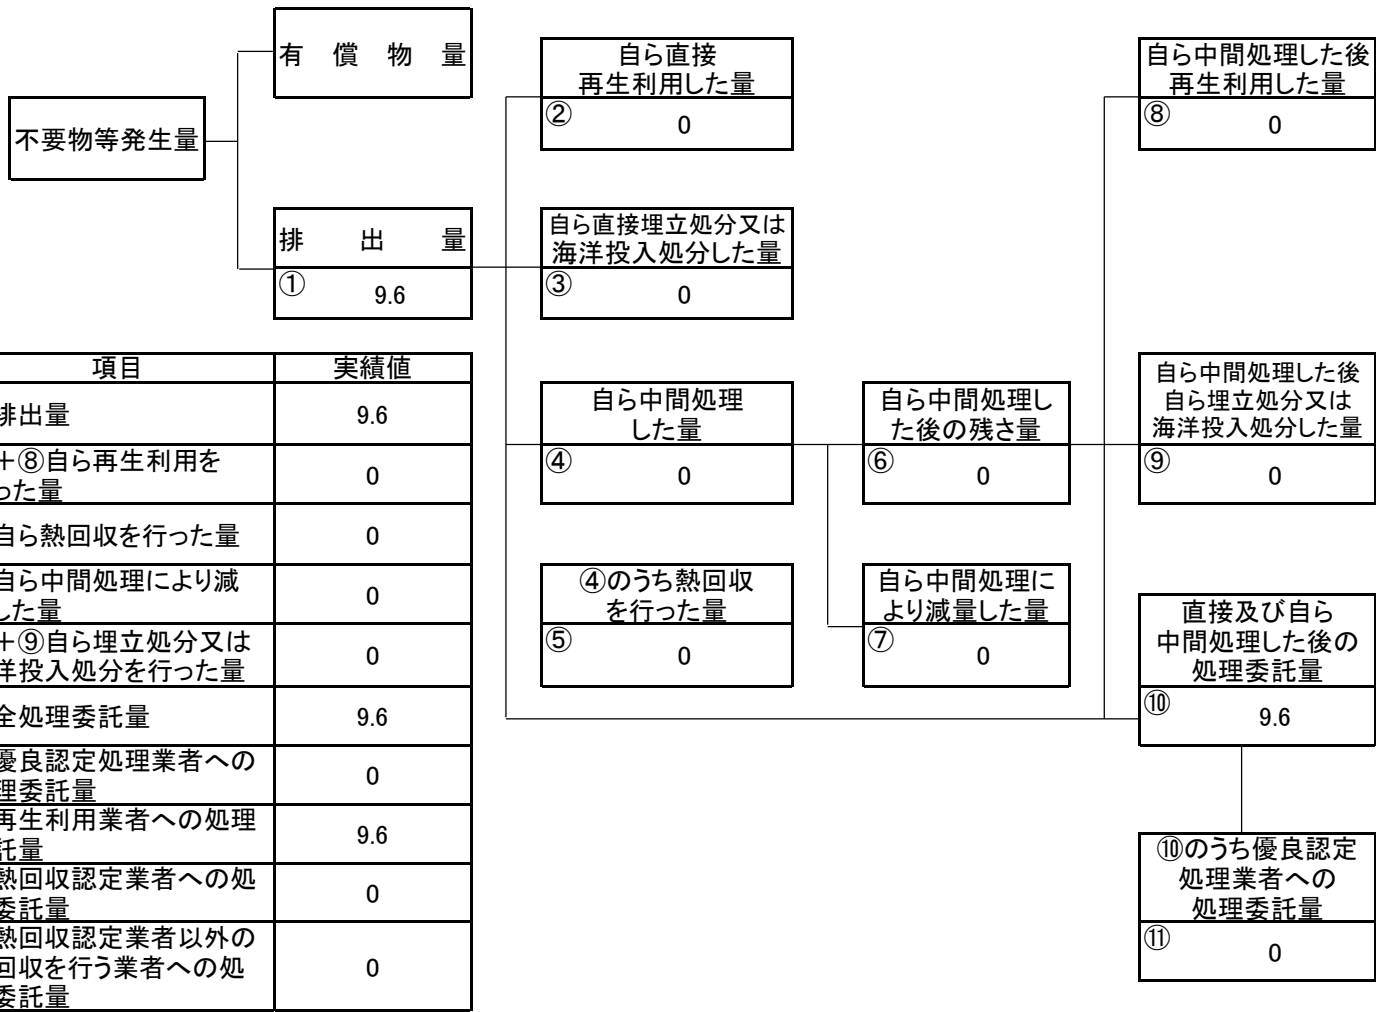 有償物量
不要物等発生量
排出量
①
9.6
自ら直接
再生利用した量
②
0
自ら直接埋立処分又は
海洋投入処分した量
③
0
自ら中間処理
した量
④
0
④のうち熱回収
を行った量
⑤
0
自ら中間処理し
た後の残さ量
⑥
0
自ら中間処理に
より減量した量
⑦
0
自ら中間処理した後
再生利用した量
⑧
0
自ら中間処理した後
自ら埋立処分又は
海洋投入処分した量
⑨
0
直接及び自ら
中間処理した後の
処理委託量
⑩
9.6
⑩のうち優良認定
処理業者への
処理委託量
⑪
0
項目 実績値
排出量 9.6
+⑧自ら再生利用を
った量 0
自ら熱回収を行った量 0
自ら中間処理により減
した量 0
+⑨自ら埋立処分又は
洋投入処分を行った量 0
全処理委託量 9.6
優良認定処理業者への
理委託量 0
再生利用業者への処理
託量 9.6
熱回収認定業者への処
委託量 0
熱回収認定業者以外の
回収を行う業者への処
委託量 0